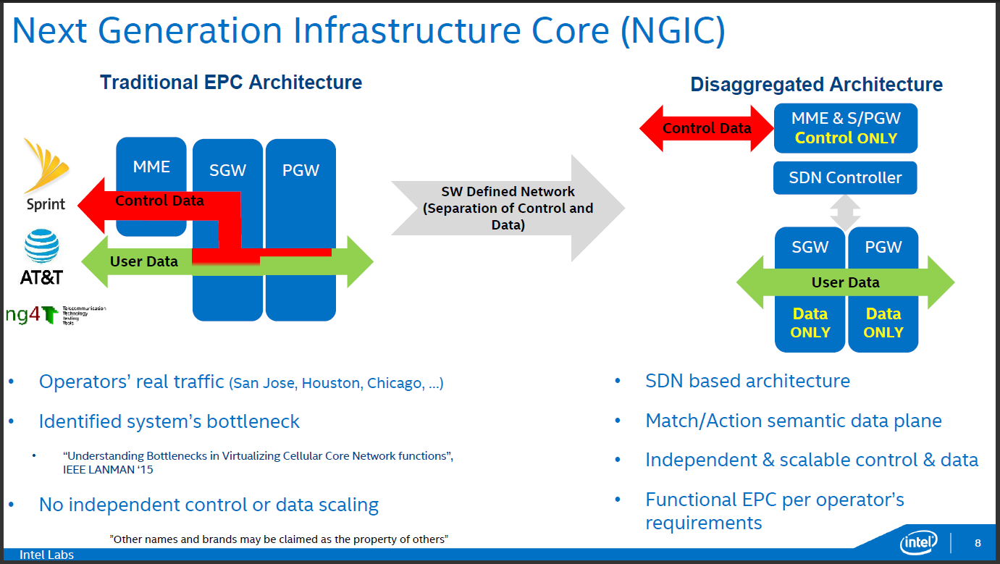 Next Generation Infrastructure Core (NGIC)
Traditional EPC Architecture
Sprint
AT&T
ng4T Telecommunication
Technology
Testing
Tools
MME
SGW
PGW
Control Data
User Data
SW Defined Network
(Separation of Control and
Data)
Disaggregated Architecture
Control Data
MME & S/PGW
Control ONLY
SDN Controller
SGW
PGW
User Data
Data
ONLY
Data
ONLY
• Operators’ real traffic (San Jose, Houston, Chicago, …)
• Identified system’s bottleneck
• “Understanding Bottlenecks in Virtualizing Cellular Core Network functions”,
IEEE LANMAN ‘15
• No independent control or data scaling
• SDN based architecture
• Match/Action semantic data plane
• Independent & scalable control & data
• Functional EPC per operator’s
requirements
”Other names and brands may be claimed as the property of others”
Intel Labs
intel
8